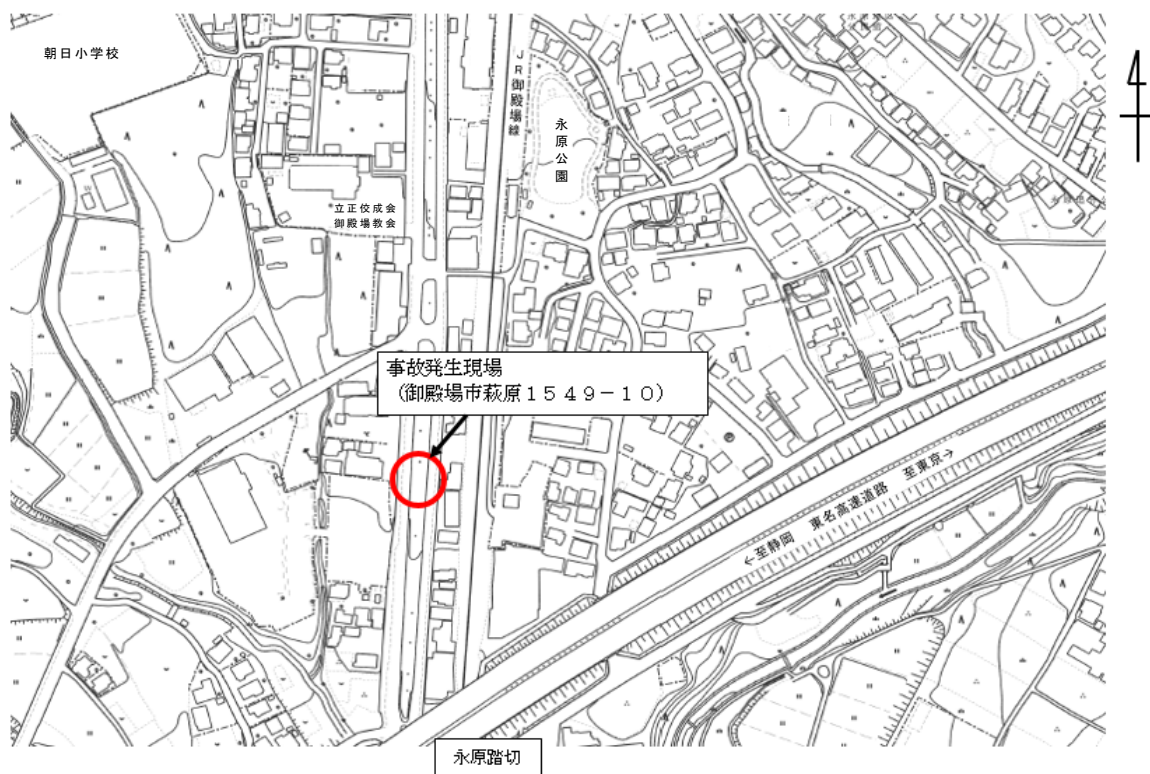 朝日小学校
JR御殿場線
永原公園
立正佼成会
御殿場教会
事故発生現場
(御殿場市萩原1549-10)
至東京→
東名高速道路
←至静岡
永原踏切